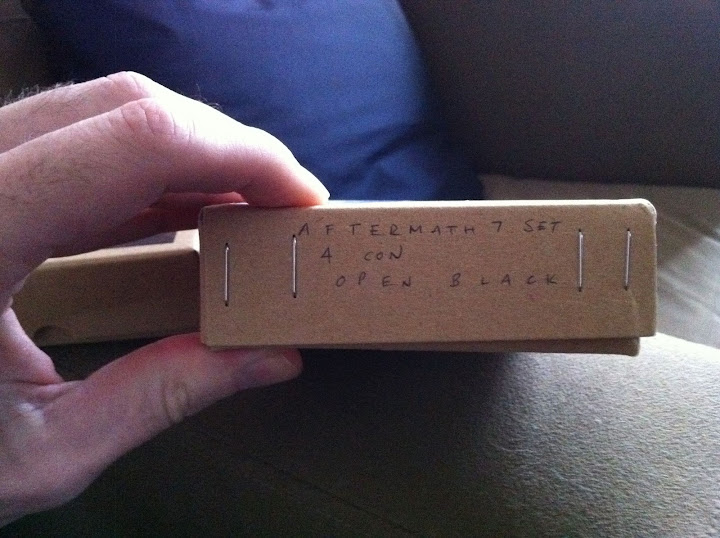 AFTERMATH 7 SET
4 CON
OPEN BLACK